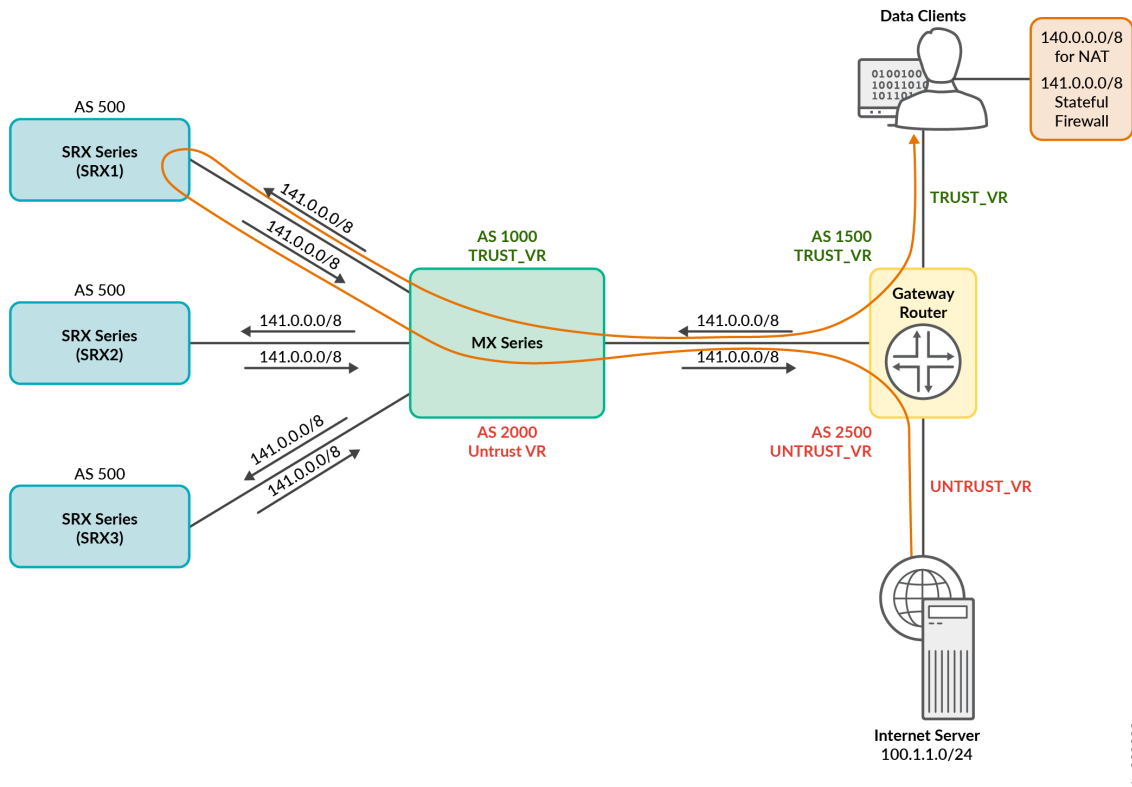 Data Clients
140.0.0.0/8
for NAT
141.0.0.0/8
Stateful
Firewall
0100100
10011010
AS 500
SRX Series
(SRX1)
141.0.0.0/8
141.0.0.0/8
TRUST_VR
AS 1000
TRUST_VR
AS 1500
TRUST_VR
AS 500
SRX Series
(SRX2)
141.0.0.0/8
141.0.0.0/8
MX Series
141.0.0.0/8
141.0.0.0/8
Gateway
Router
AS 2000
Untrust VR
AS 2500
UNTRUST_VR
UNTRUST_VR
AS 500
SRX Series
(SRX3)
141.0.0.0/8
141.0.0.0/8
Internet Server
100.1.1.0/24